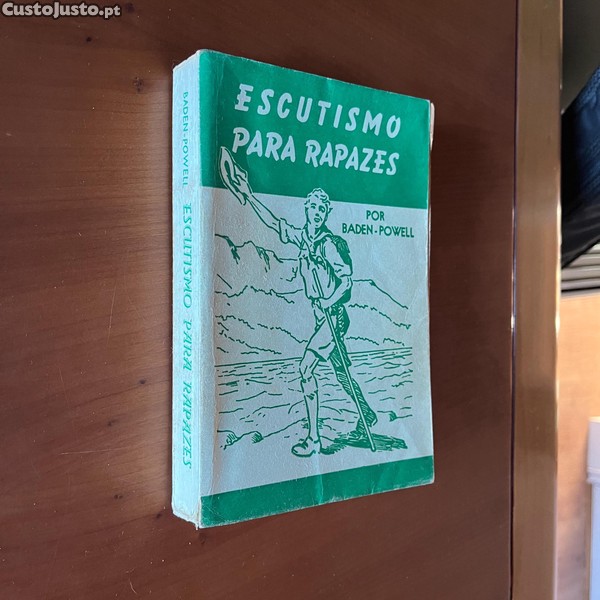 CustoJusto.pt
ESCUTISMO
PARA RAPAZES
POR
BADEN-POWELL
BADEN-POWELL ESCUTISMO PARA RAPAZES